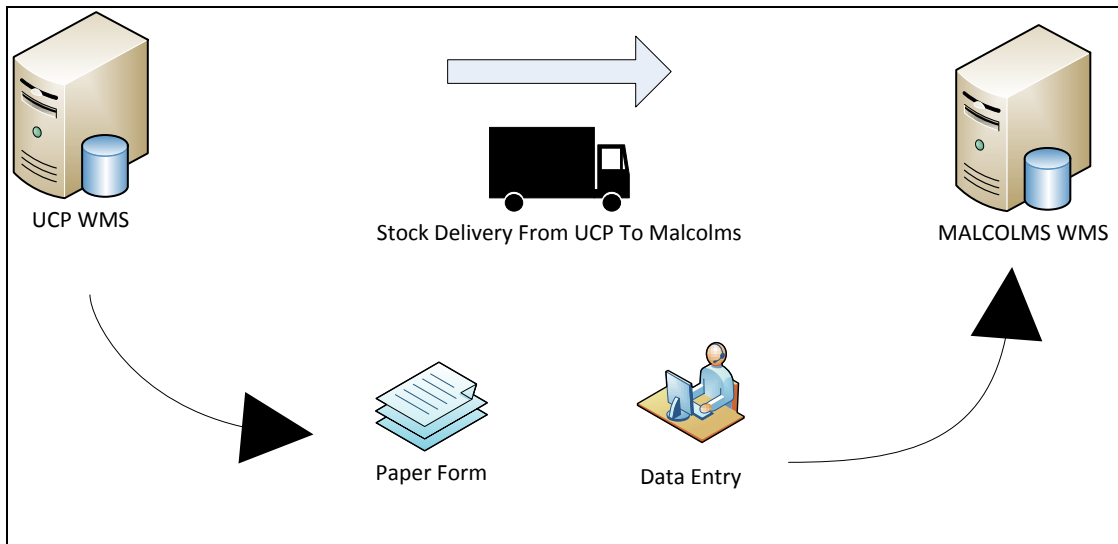 UCP WMS
Stock Delivery From UCP To Malcolms
MALCOLMS WMS
Paper Form
Data Entry